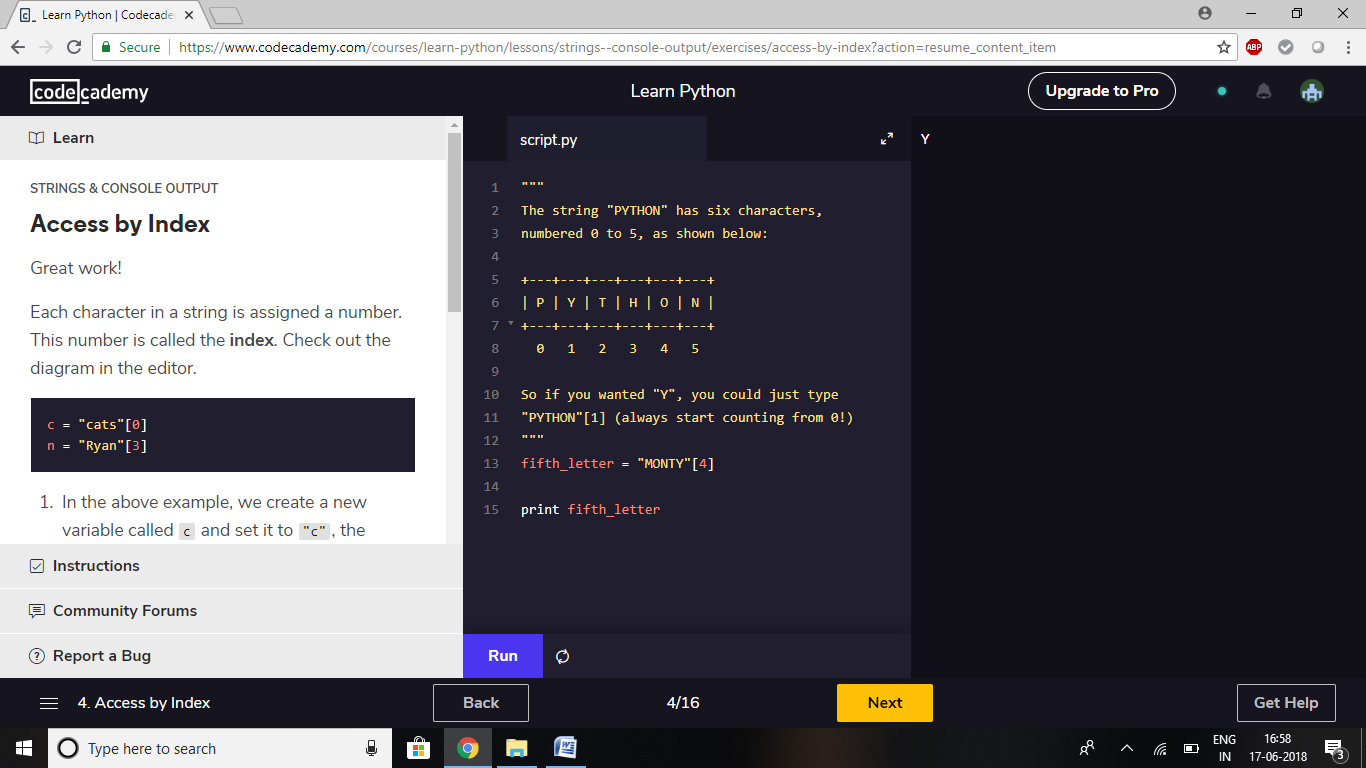 Learn Python | Codecade
Secure | https://www.codecademy.com/courses/learn-python/lessons/strings--console-output/exercises/access-by-index?action=resume_content_item
ABP
codecademy
Learn Python
Upgrade to Pro
Learn
STRINGS & CONSOLE OUTPUT
Access by Index
Great work!
Each character in a string is assigned a number.
This number is called the index. Check out the
diagram in the editor.
c = "cats"[0]
n = "Ryan"[3]
1. In the above example, we create a new
variable called c and set it to "c", the
Instructions
Community Forums
Report a Bug
script.py
1 """
2 The string "PYTHON" has six characters,
3 numbered 0 to 5, as shown below:
4
5 +---+---+---+---+---+---+
6 | P | Y | T | H | O | N |
7 +---+---+---+---+---+---+
8 0 1 2 3 4 5
9
10 So if you wanted "Y", you could just type
11 "PYTHON"[1] (always start counting from 0!)
12 """
13 fifth_letter = "MONTY"[4]
14
15 print fifth_letter
Y
Run
4. Access by Index
Back
4/16
Next
Get Help
Type here to search
ENG
IN
16:58
17-06-2018
3